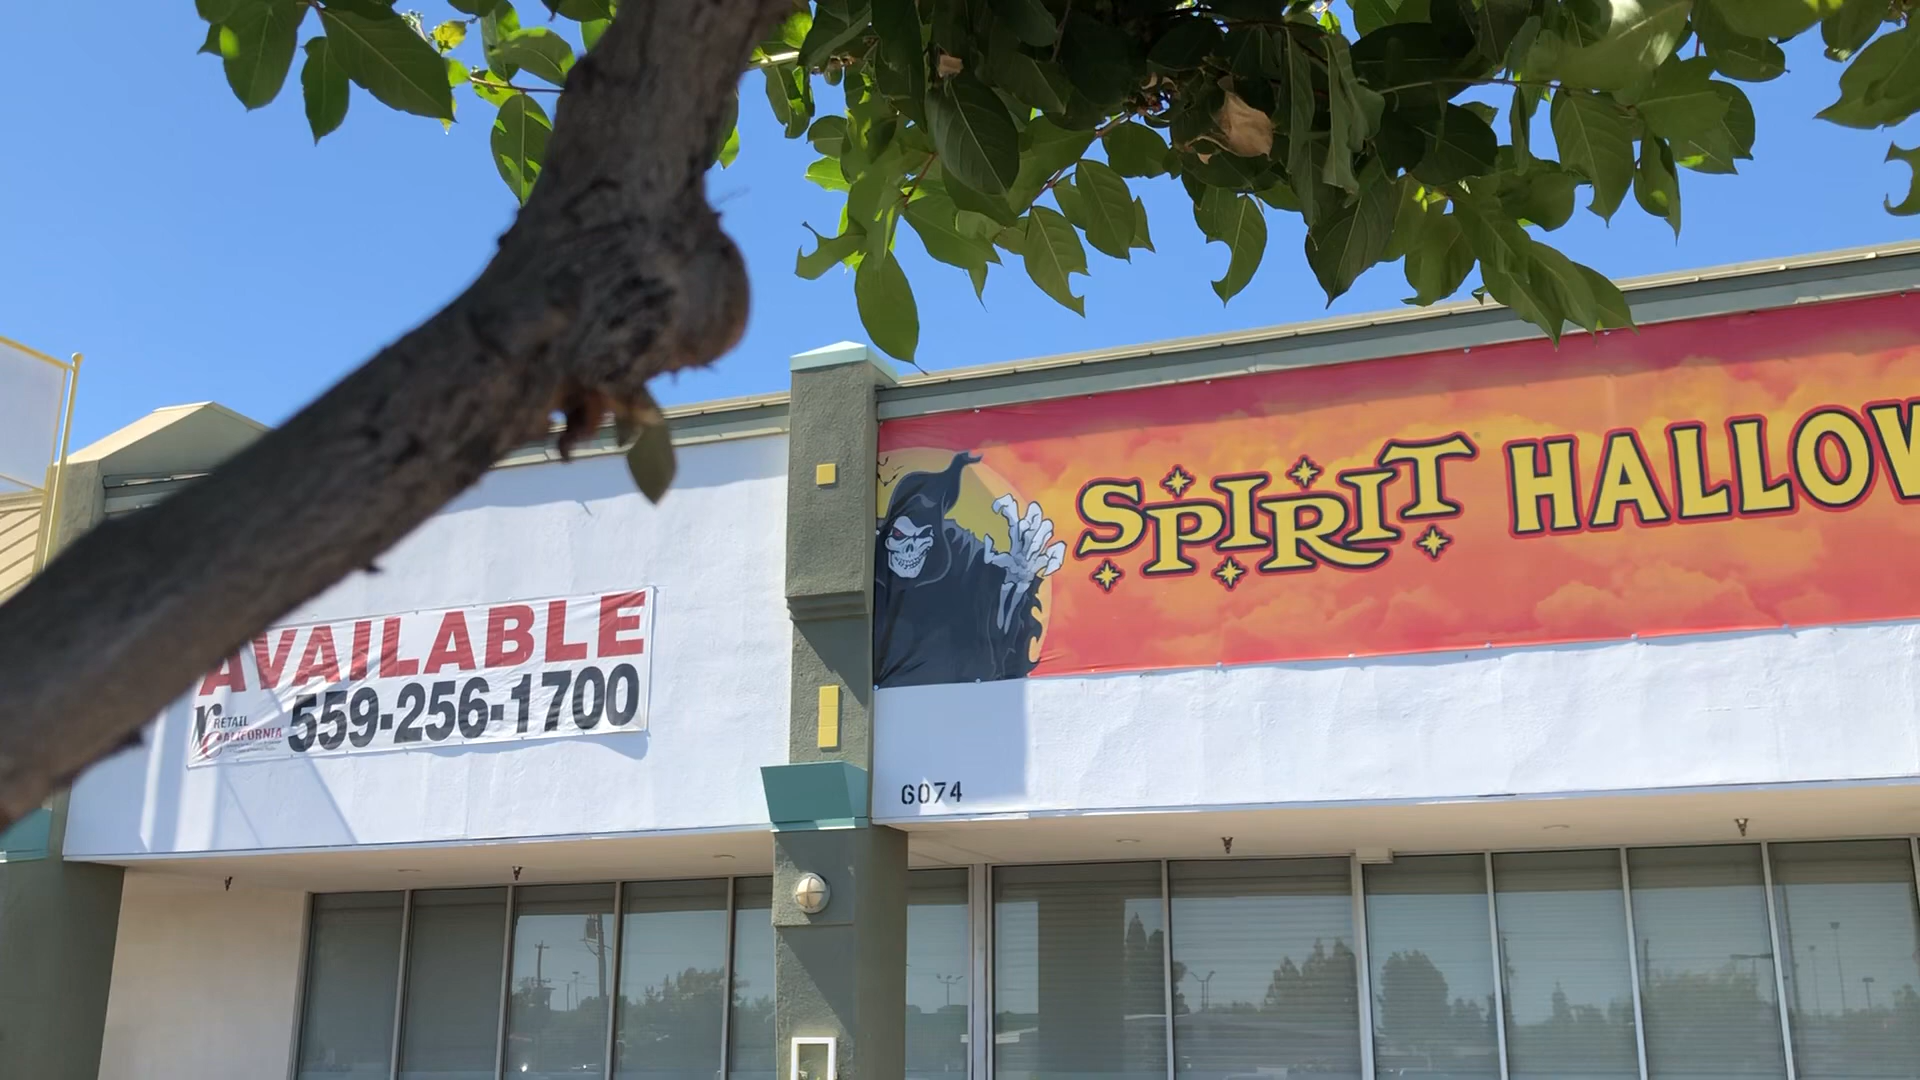 AVAILABLE
RETAIL
CALIFORNIA
559-256-1700
SPIRIT HALLOW
6074